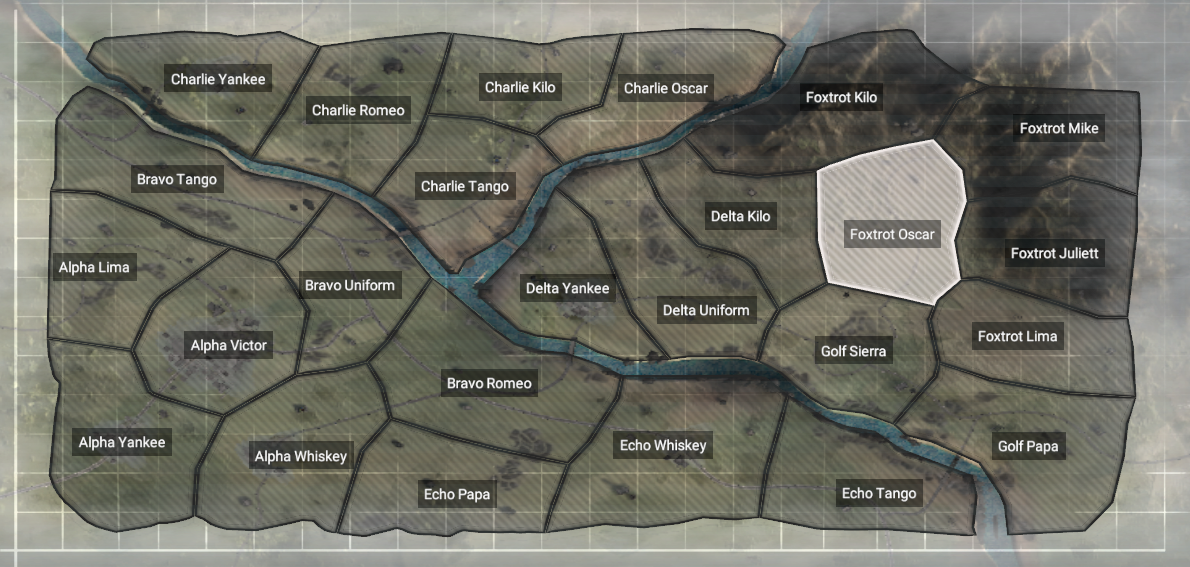 Charlie Yankee
Charlie Romeo
Charlie Kilo
Charlie Oscar
Foxtrot Kilo
Foxtrot Mike
Bravo Tango
Charlie Tango
Delta Kilo
Foxtrot Oscar
Foxtrot Juliett
Alpha Lima
Bravo Uniform
Delta Yankee
Delta Uniform
Alpha Victor
Golf Sierra
Foxtrot Lima
Bravo Romeo
Alpha Yankee
Alpha Whiskey
Echo Whiskey
Golf Papa
Echo Papa
Echo Tango